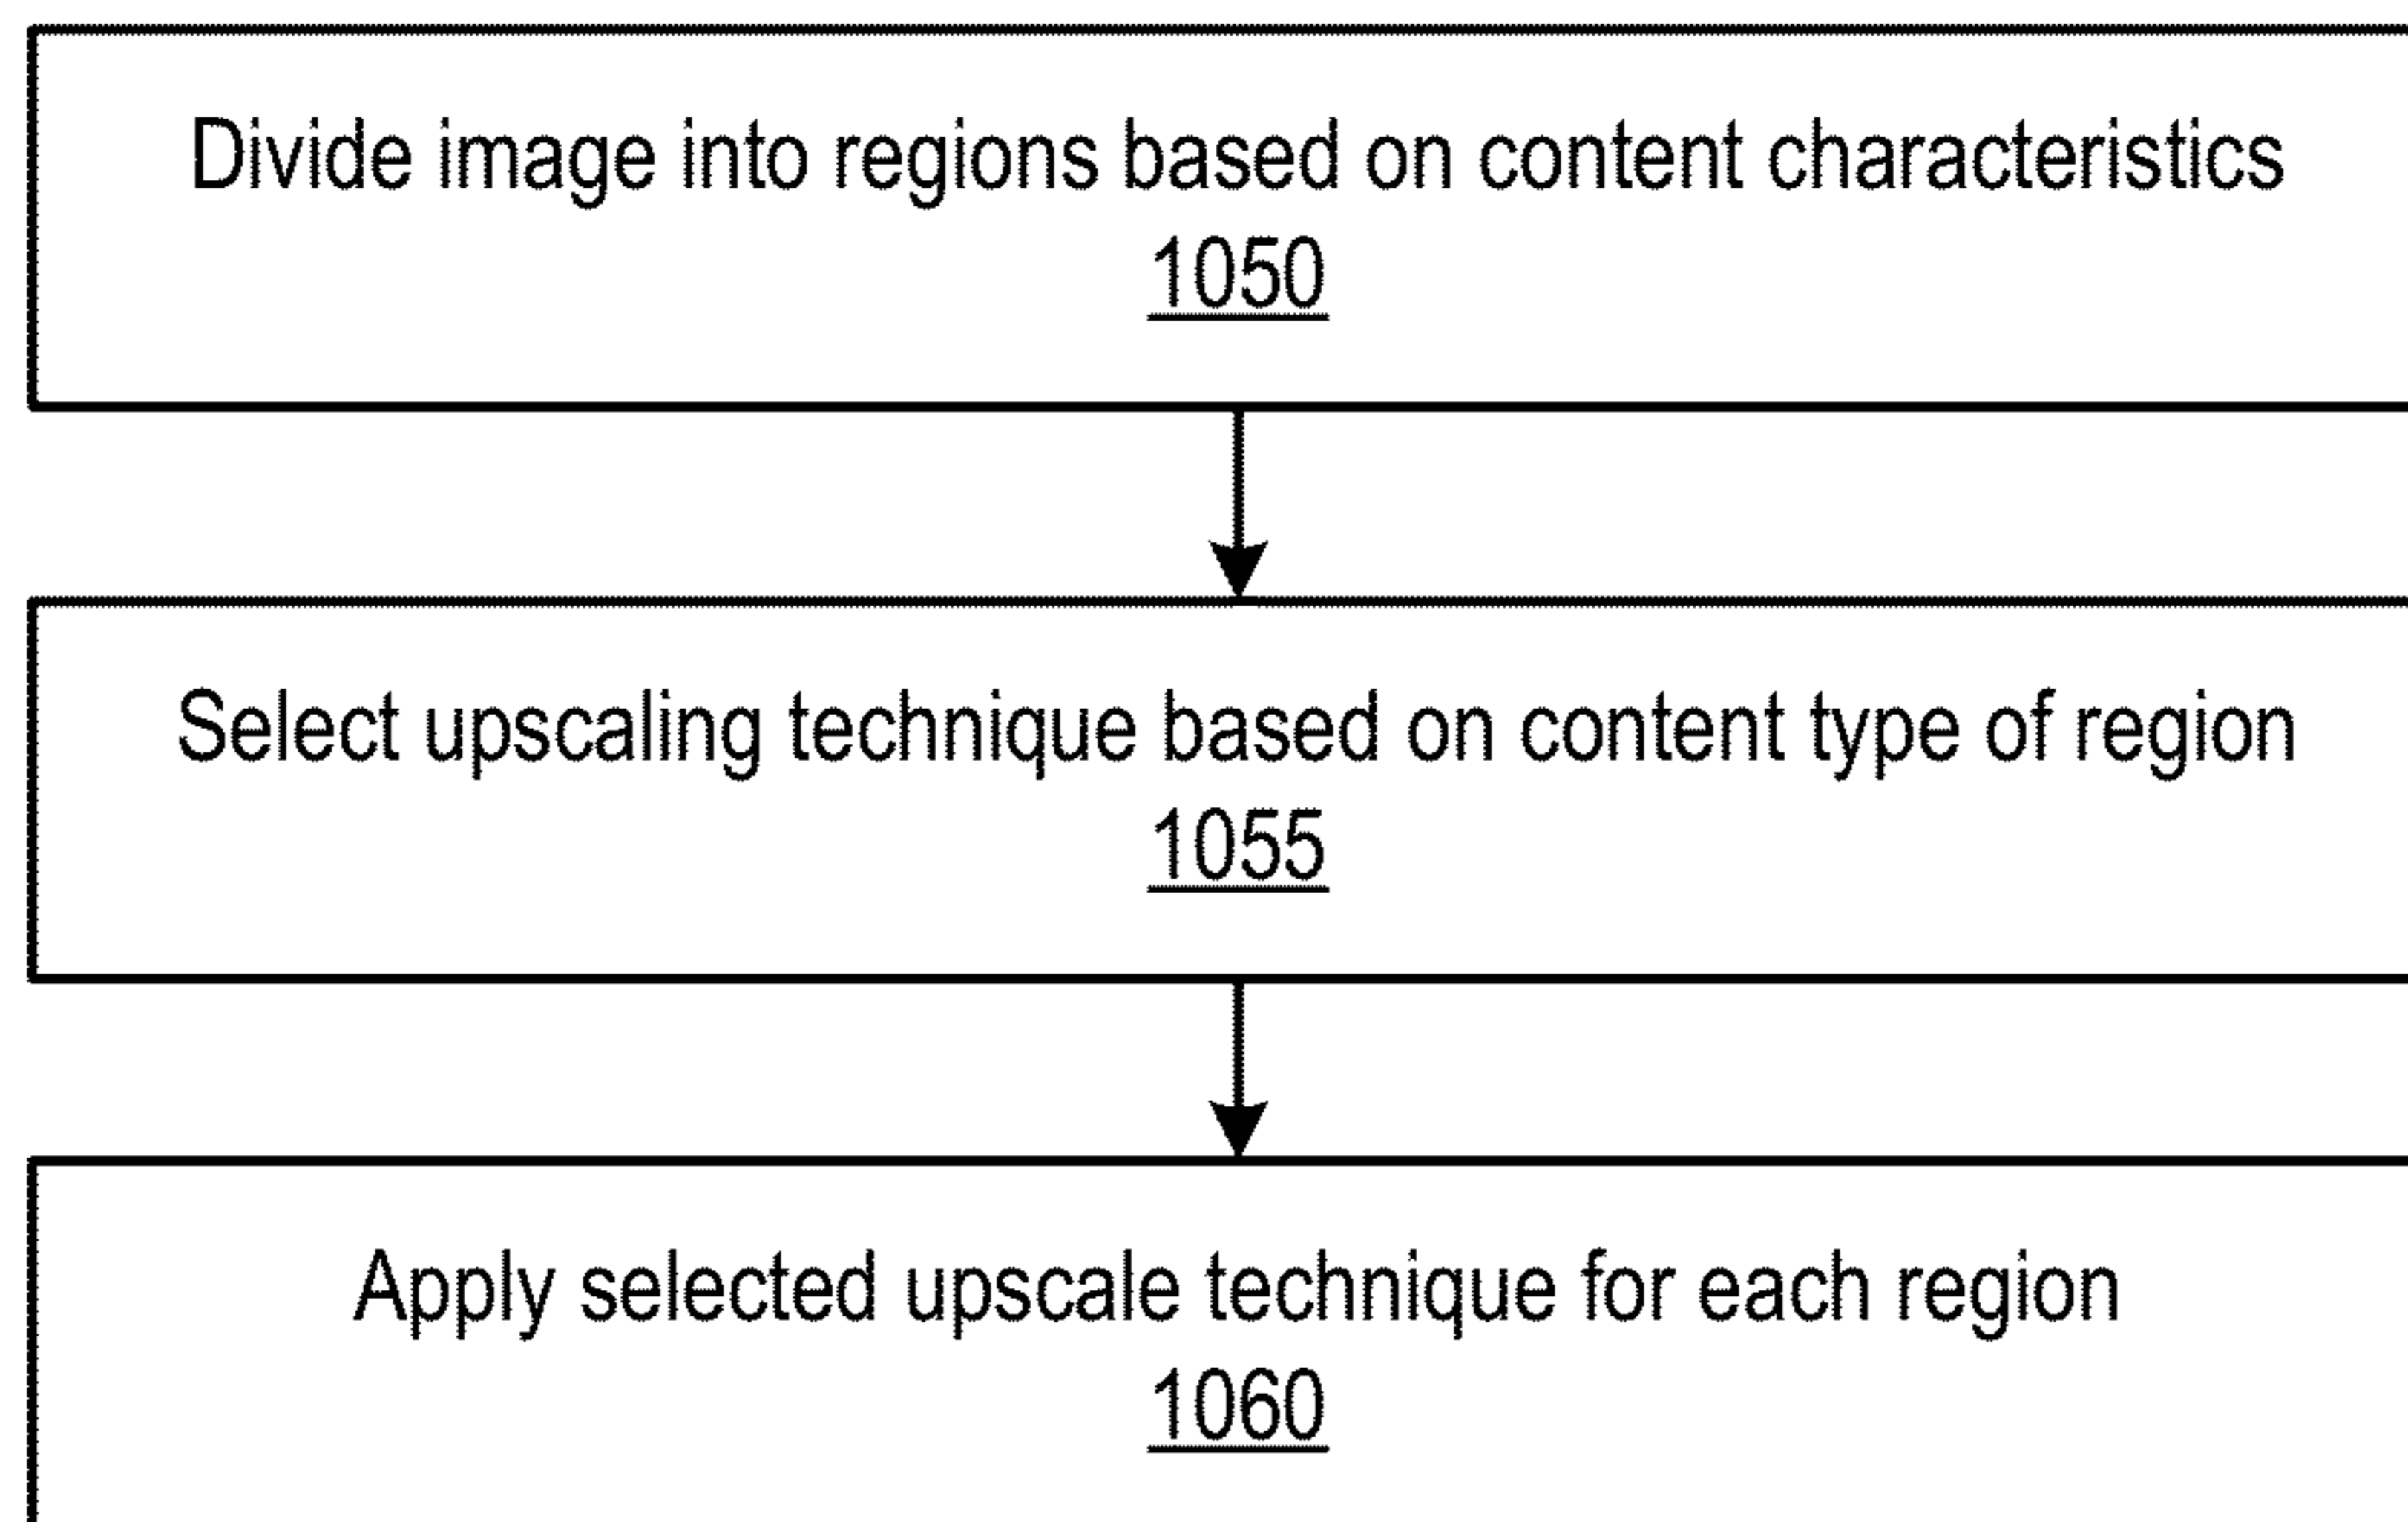 Divide image into regions based on content characteristics
1050
Select upscaling technique based on content type of region
1055
Apply selected upscale technique for each region
1060